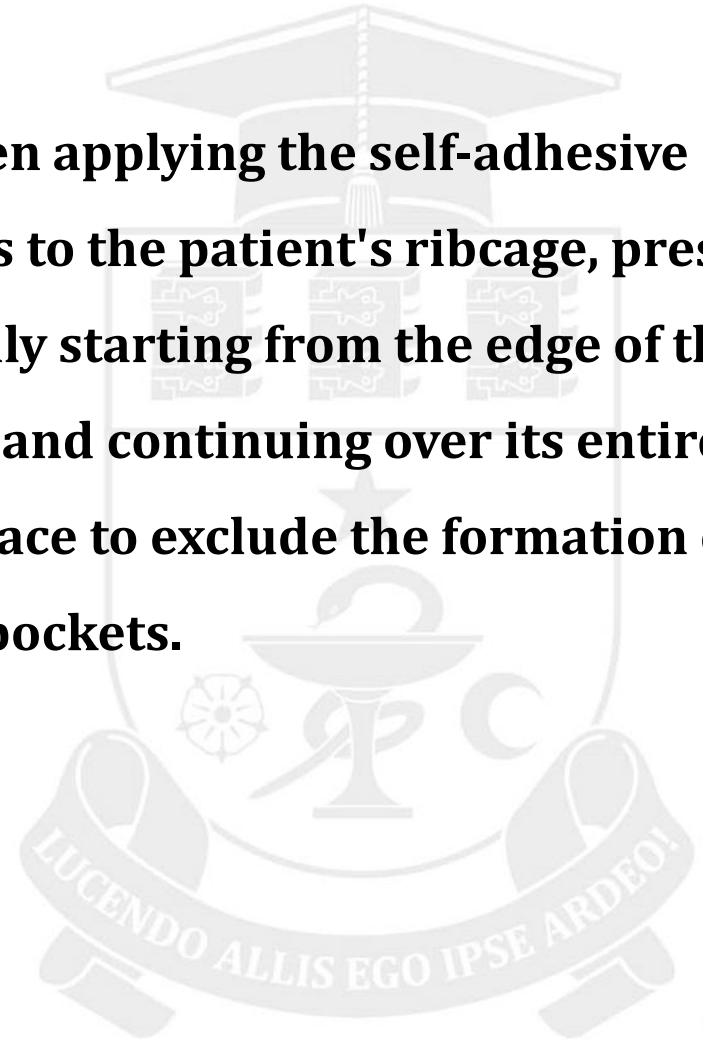 en applying the self-adhesive
s to the patient's ribcage, pres
ly starting from the edge of th
and continuing over its entire
ace to exclude the formation
pockets.
LUCENDO ALLIS EGO IPSE ARDEO!